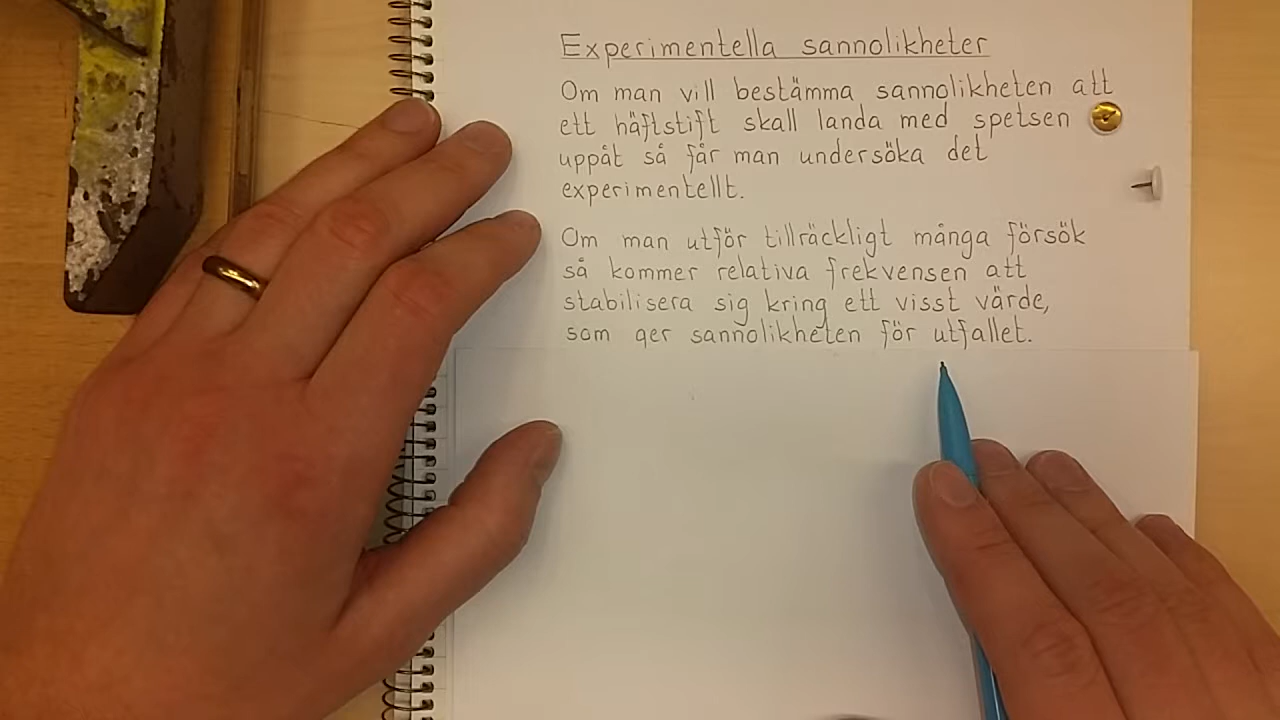 Experimentella sannolikheter
Om man vill bestämma sannolikheten att
ett häftstift skall landa med spetsen
uppåt så får man undersöka det
experimentellt.
Om man utför tillräckligt många försök
så kommer relativa frekvensen att
stabilisera sig kring ett visst värde,
som ger sannolikheten för utfallet.